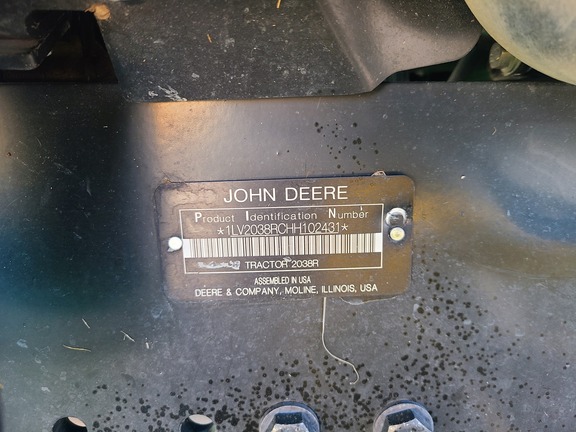 JOHN DEERE
Product Identification Number
*1LV2038RCHH102431*
TRACTOR 2038R
ASSEMBLED IN USA
DEERE & COMPANY, MOLINE, ILLINOIS, USA